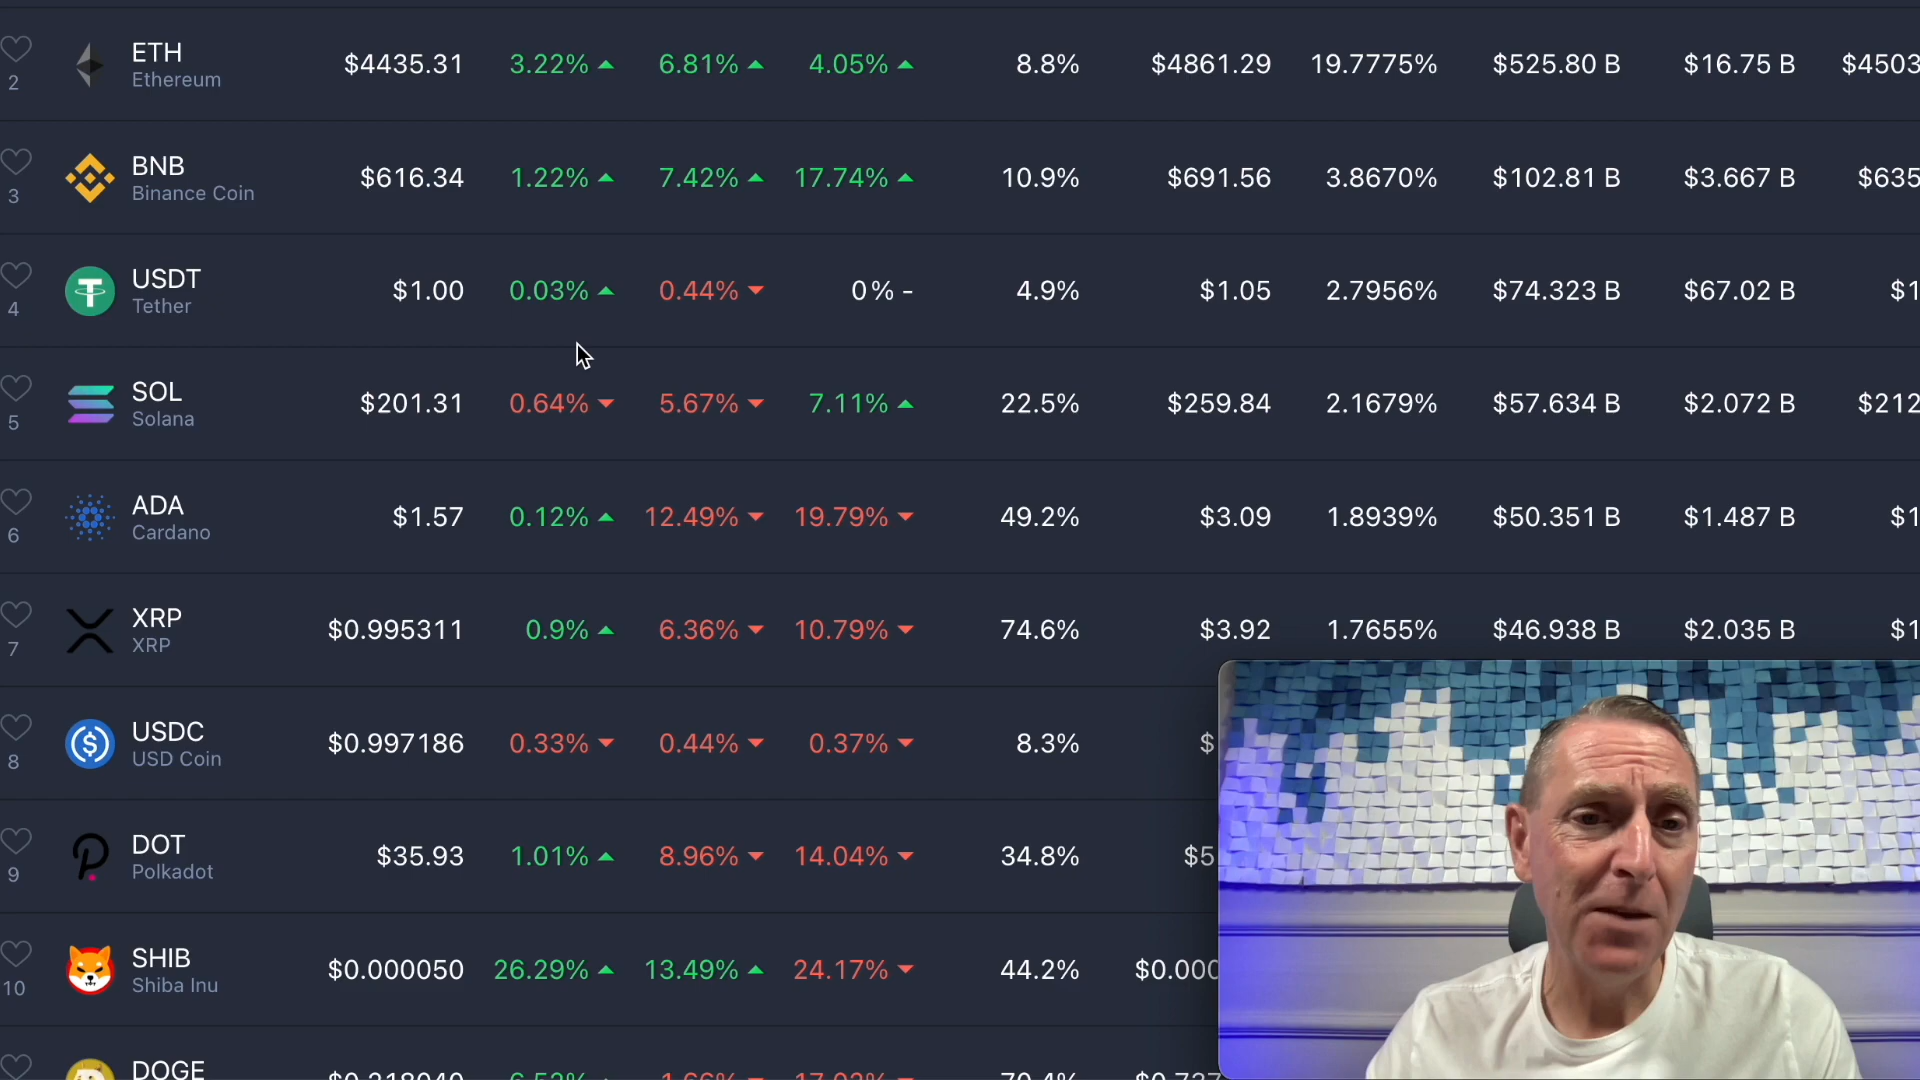 2 ETH Ethereum $4435.31 3.22% 6.81% 4.05% 8.8% $4861.29 19.7775% $525.80 B $16.75 B $4503
3 BNB Binance Coin $616.34 1.22% 7.42% 17.74% 10.9% $691.56 3.8670% $102.81 B $3.667 B $635
4 USDT Tether $1.00 0.03% 0.44% 0% - 4.9% $1.05 2.7956% $74.323 B $67.02 B $1
5 SOL Solana $201.31 0.64% 5.67% 7.11% 22.5% $259.84 2.1679% $57.634 B $2.072 B $212
6 ADA Cardano $1.57 0.12% 12.49% 19.79% 49.2% $3.09 1.8939% $50.351 B $1.487 B $1
7 XRP XRP $0.995311 0.9% 6.36% 10.79% 74.6% $3.92 1.7655% $46.938 B $2.035 B $1
8 USDC USD Coin $0.997186 0.33% 0.44% 0.37% 8.3% $
9 DOT Polkadot $35.93 1.01% 8.96% 14.04% 34.8% $5
10 SHIB Shiba Inu $0.000050 26.29% 13.49% 24.17% 44.2% $0.000
DOGE